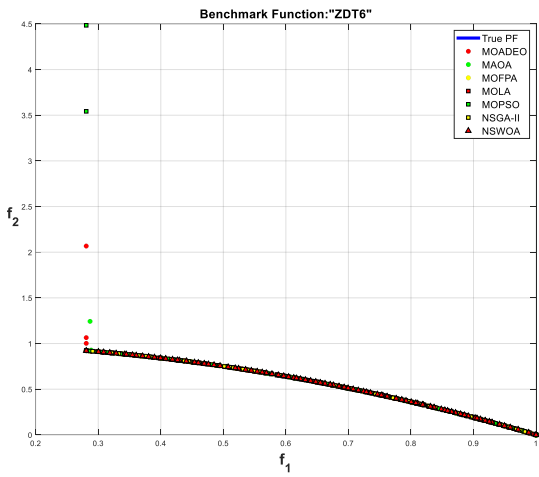 Benchmark Function:"ZDT6"
True PF
MOADEO
MAOA
MOFPA
MOLA
MOPSO
NSGA-II
NSWOA
4.5
4
3.5
3
2.5
2
1.5
1
0.5
0
f2
0.2 0.3 0.4 0.5 0.6 0.7 0.8 0.9 1
f1